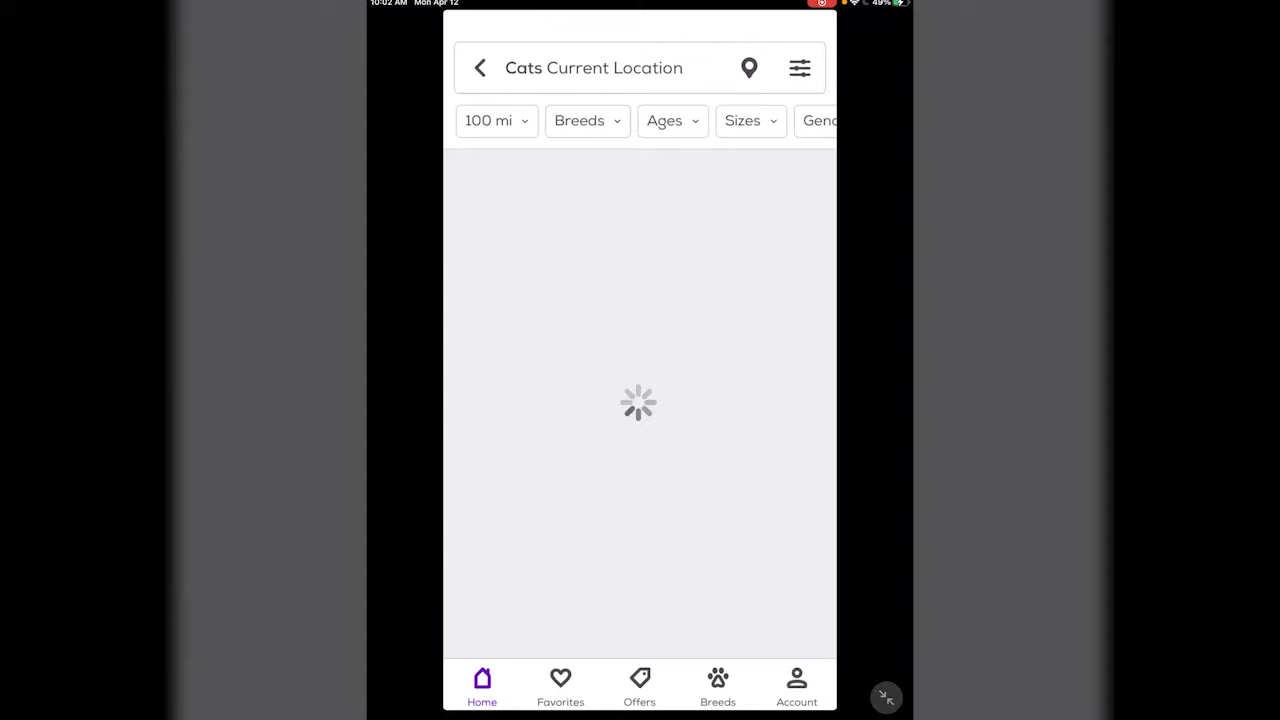 10:02 AM Mon Apr 12 49%
Cats Current Location
100 mi Breeds Ages Sizes Gend
Home Favorites Offers Breeds Account